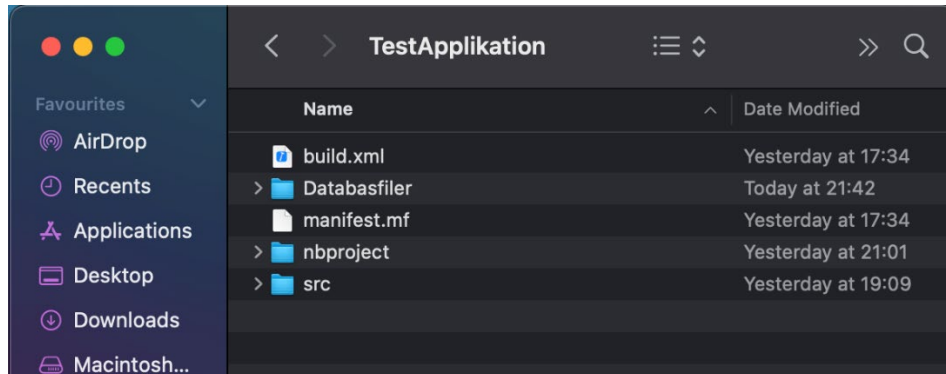 TestApplikation
Favourites
AirDrop
Recents
Applications
Desktop
Downloads
Macintosh...
Name Date Modified
build.xml Yesterday at 17:34
Databasfiler Today at 21:42
manifest.mf Yesterday at 17:34
nbproject Yesterday at 21:01
src Yesterday at 19:09